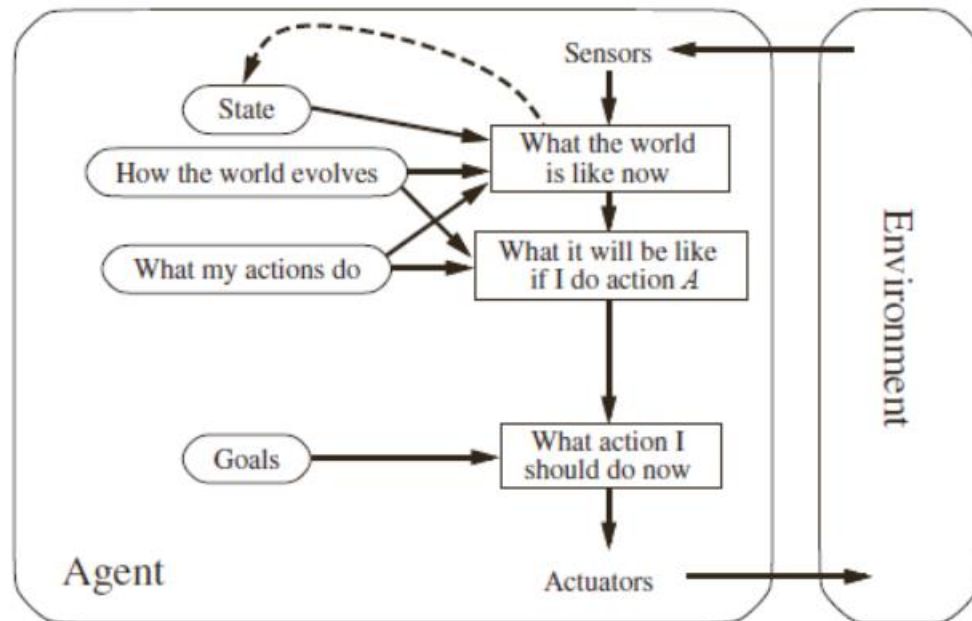 Sensors
State
What the world
is like now
How the world evolves
What my actions do
What it will be like
if I do action A
Goals
What action I
should do now
Agent
Actuators
Environment